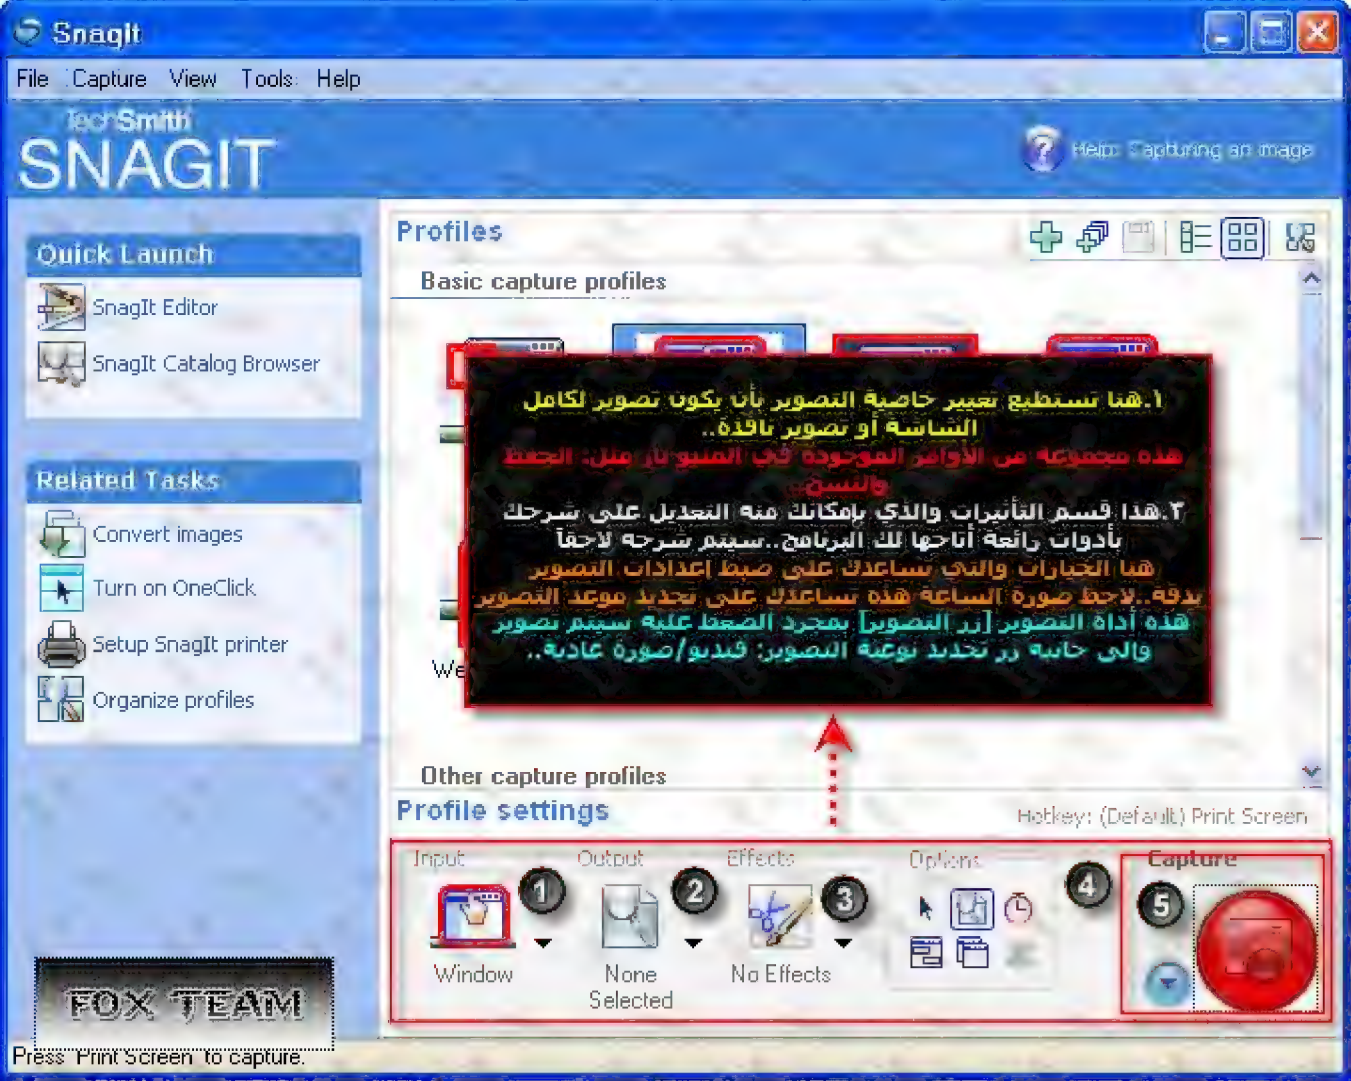 SnagIt
File Capture View Tools Help
TechSmith
SNAGIT
Help: Capturing an image
Quick Launch
SnagIt Editor
SnagIt Catalog Browser
Related Tasks
Convert images
Turn on OneClick
Setup SnagIt printer
Organize profiles
Profiles
Basic capture profiles
١.هنا تستطيع تغيير خاصية التصوير بأن يكون تصوير لكامل
الشاشة أو تصوير نافذة..
هذه مجموعة من الأوامر الموجودة في المنيو بار مثل: الحفظ
والنسخ..
٣.هذا قسم التأثيرات والذي بإمكانك منه التعديل على شرحك
بأدوات رائعة أتاحها لك البرنامج..سيتم شرحه لاحقاً
هنا الخيارات والتي تساعدك على ضبط إعدادات التصوير
بدقة..لاحظ صورة الساعة هذه تساعدك على تحديد موعد التصوير
هذه أداة التصوير [زر التصوير] بمجرد الضغط عليه سيتم تصوير
وإلى جانبه زر تحديد نوعية التصوير: فيديو/صورة عادية..
We
Other capture profiles
Profile settings
Hotkey: (Default) Print Screen
Input Output Effects Options Capture
1 2 3 4 5
Window None Selected No Effects
FOX TEAM
Press 'Print Screen' to capture.